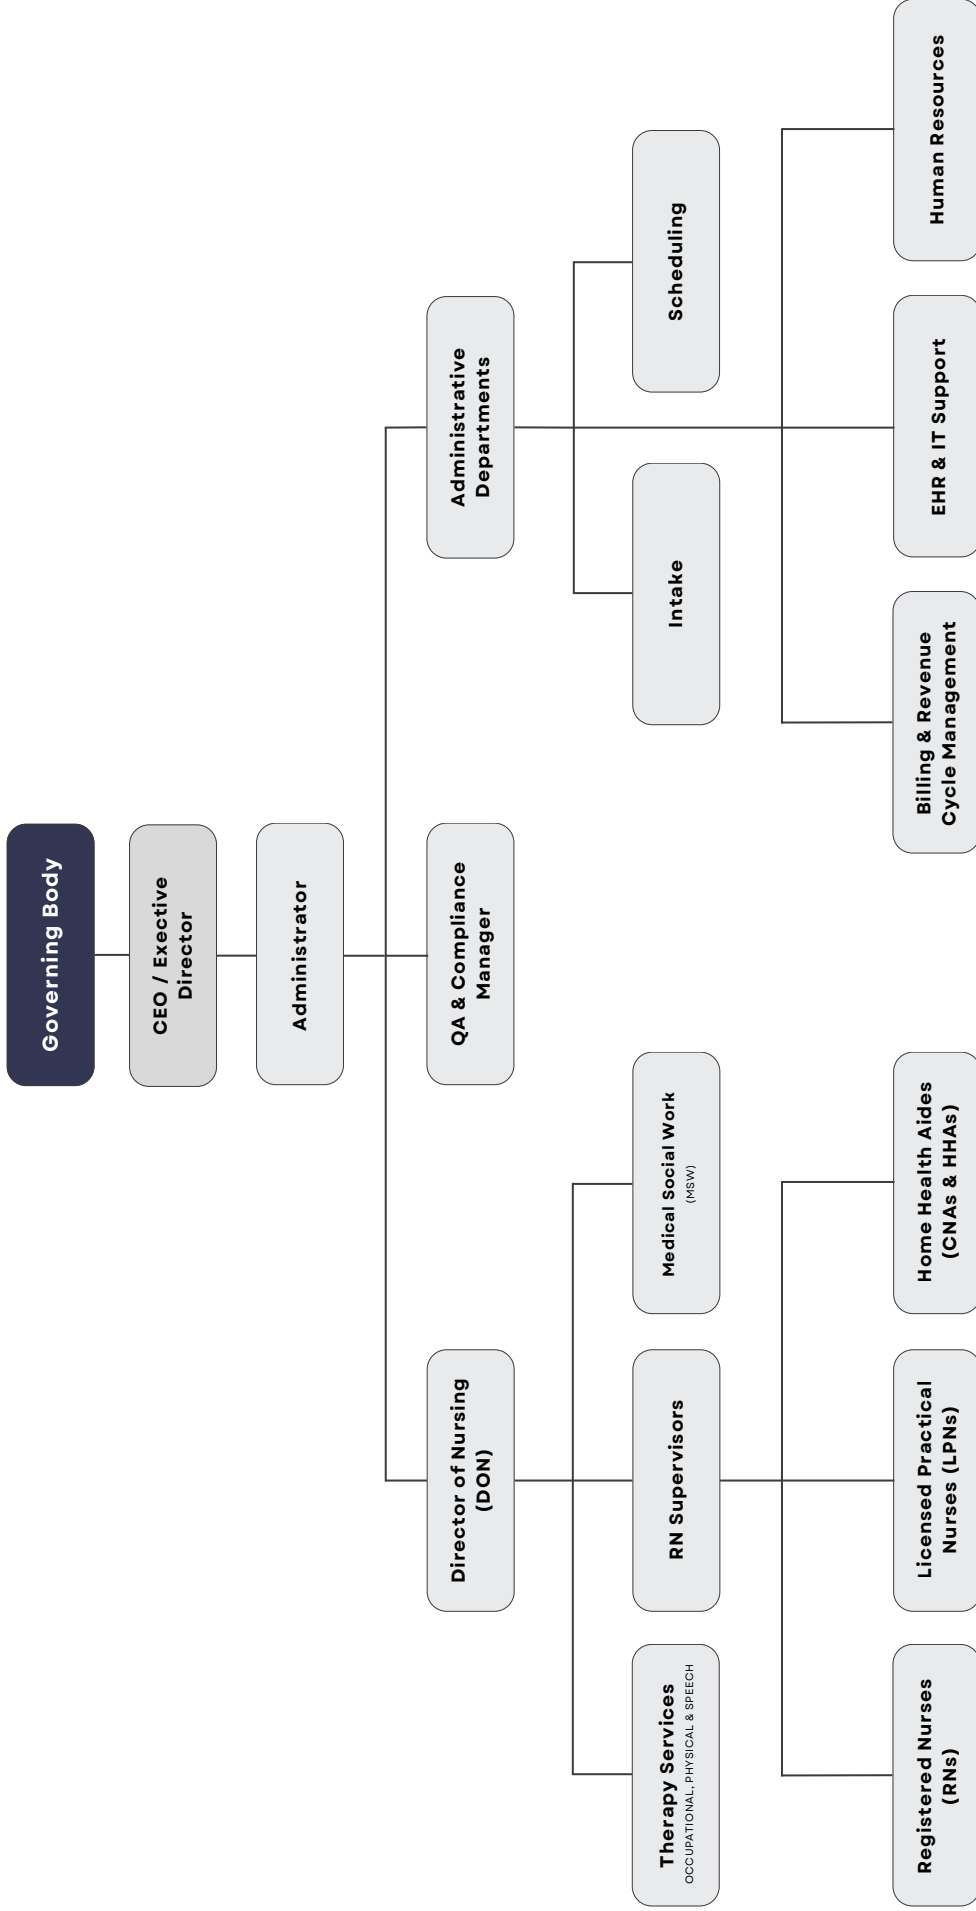 Governing Body
CEO / Exective
Director
Administrator
Director of Nursing
(DON)
QA & Compliance
Manager
Administrative
Departments
Therapy Services
OCCUPATIONAL, PHYSICAL & SPEECH
RN Supervisors
Medical Social Work
(MSW)
Intake
Scheduling
Registered Nurses
(RNs)
Licensed Practical
Nurses (LPNs)
Home Health Aides
(CNAs & HHAs)
Billing & Revenue
Cycle Management
EHR & IT Support
Human Resources